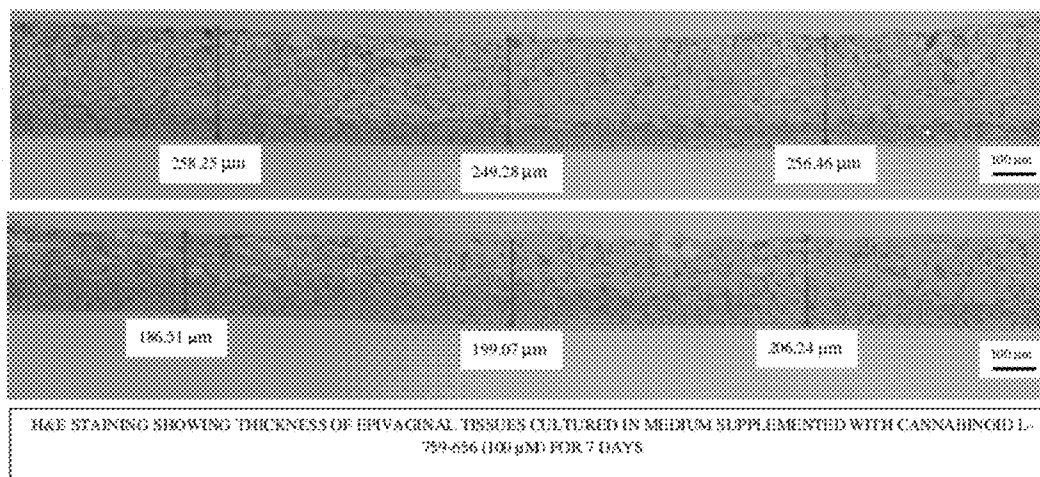 258.25 µm
249.28 µm
256.46 µm
100 µm
186.51 µm
199.07 µm
206.24 µm
100 µm
H&E STAINING SHOWING THICKNESS OF EPIVAGINAL TISSUES CULTURED IN MEDIUM SUPPLEMENTED WITH CANNABINOID L-
759-656 (100 µM) FOR 7 DAYS